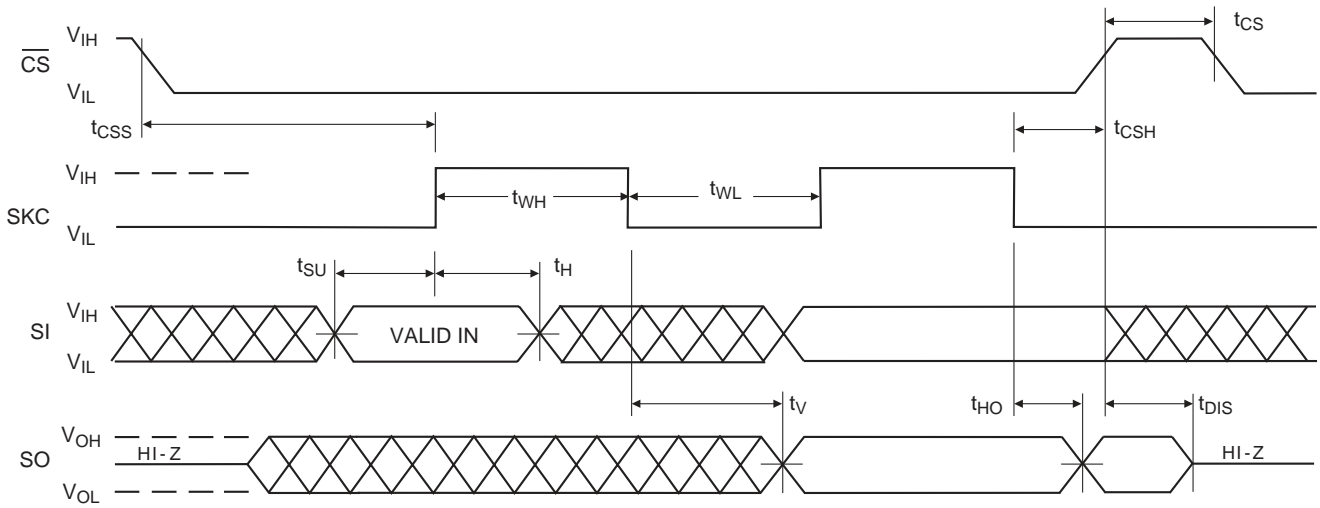 V_IH
t_CS
C̅S̅
V_IL
t_CSS
t_CSH
V_IH
t_WH
t_WL
SKC
V_IL
t_SU
t_H
V_IH
SI
VALID IN
V_IL
t_V
t_HO
t_DIS
V_OH
HI-Z
HI-Z
SO
V_OL